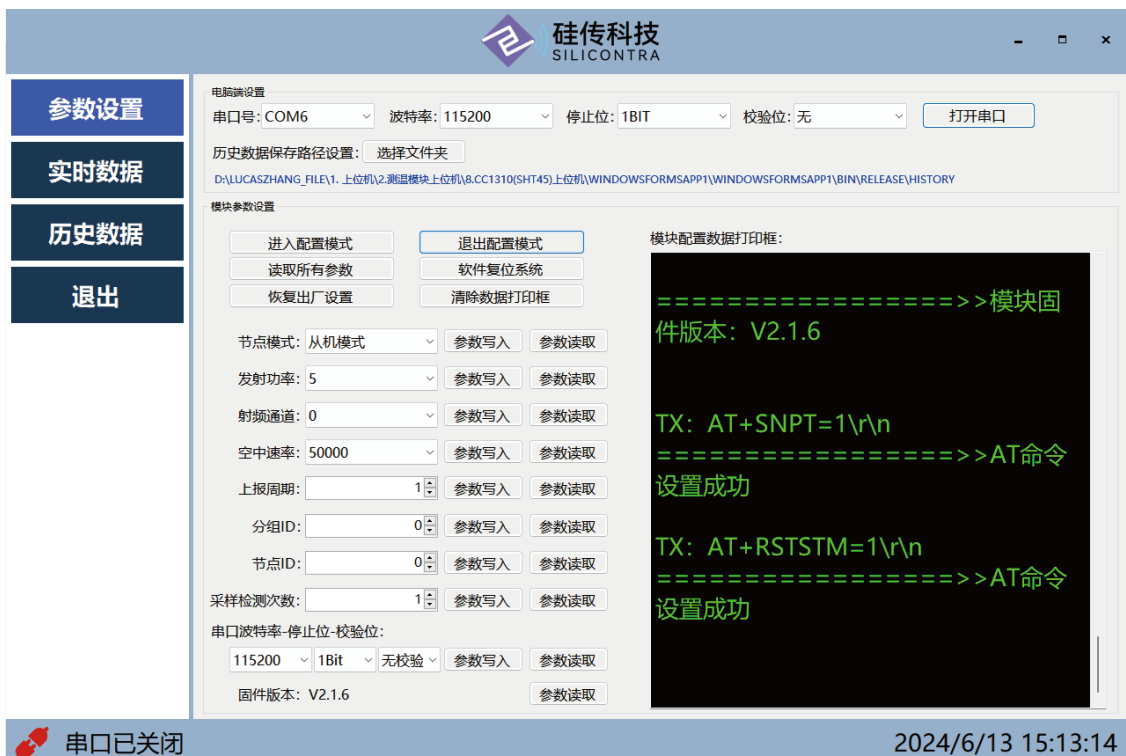 硅传科技
SILICONTRA
参数设置
实时数据
历史数据
退出
电脑端设置
串口号: COM6 波特率: 115200 停止位: 1BIT 校验位: 无 打开串口
历史数据保存路径设置: 选择文件夹
D:\LUCASZHANG_FILE\1. 上位机\2.测温模块上位机\8.CC1310(SHT45)上位机\WINDOWSFORMSAPP1\WINDOWSFORMSAPP1\BIN\RELEASE\HISTORY
模块参数设置
进入配置模式 退出配置模式
读取所有参数 软件复位系统
恢复出厂设置 清除数据打印框
节点模式: 从机模式 参数写入 参数读取
发射功率: 5 参数写入 参数读取
射频通道: 0 参数写入 参数读取
空中速率: 50000 参数写入 参数读取
上报周期: 1 参数写入 参数读取
分组ID: 0 参数写入 参数读取
节点ID: 0 参数写入 参数读取
采样检测次数: 1 参数写入 参数读取
串口波特率-停止位-校验位:
115200 1Bit 无校验 参数写入 参数读取
固件版本: V2.1.6 参数读取
模块配置数据打印框:
=================>>模块固
件版本：V2.1.6
TX：AT+SNPT=1\r\n
=================>>AT命令
设置成功
TX：AT+RSTSTM=1\r\n
=================>>AT命令
设置成功
串口已关闭
2024/6/13 15:13:14